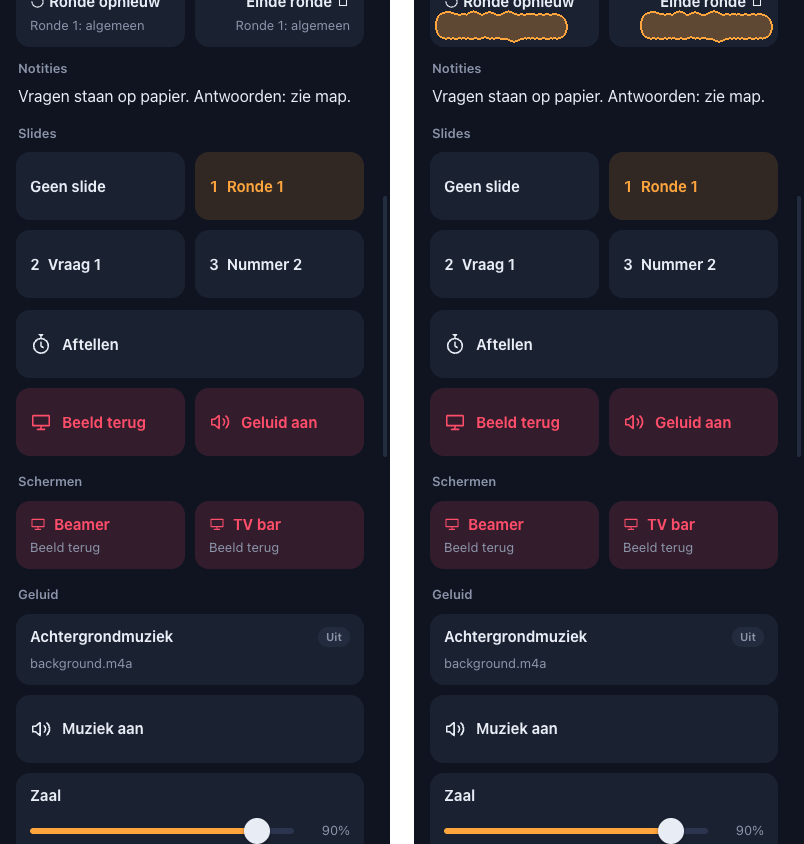 Ronde opnieuw
Einde ronde
Ronde 1: algemeen
Ronde 1: algemeen
Notities
Vragen staan op papier. Antwoorden: zie map.
Slides
Geen slide
1 Ronde 1
2 Vraag 1
3 Nummer 2
Aftellen
Beeld terug
Geluid aan
Schermen
Beamer
TV bar
Beeld terug
Beeld terug
Geluid
Achtergrondmuziek
Uit
background.m4a
Muziek aan
Zaal
90%
Ronde opnieuw
Einde ronde
Notities
Vragen staan op papier. Antwoorden: zie map.
Slides
Geen slide
1 Ronde 1
2 Vraag 1
3 Nummer 2
Aftellen
Beeld terug
Geluid aan
Schermen
Beamer
TV bar
Beeld terug
Beeld terug
Geluid
Achtergrondmuziek
Uit
background.m4a
Muziek aan
Zaal
90%